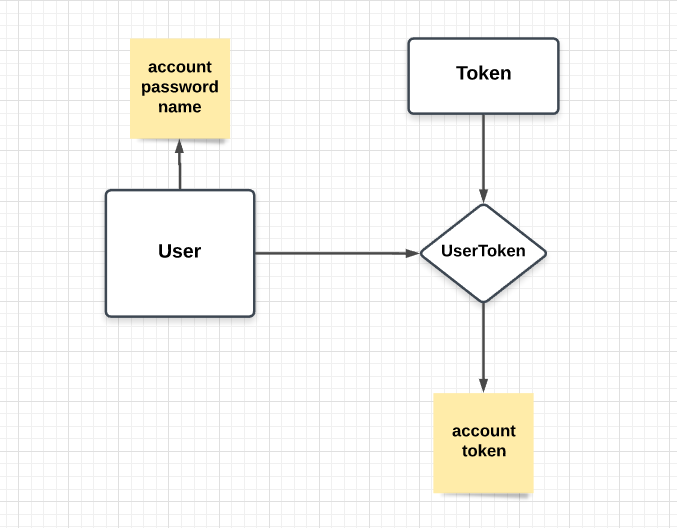 account
password
name
Token
User
UserToken
account
token